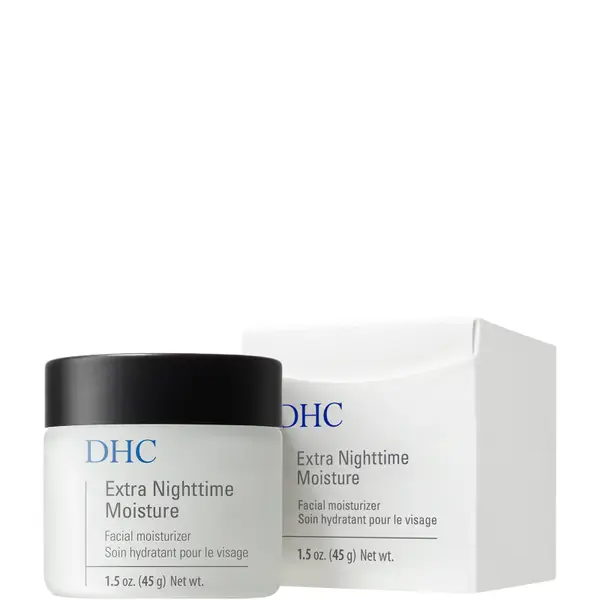 DHC
Extra Nighttime
Moisture
Facial moisturizer
Soin hydratant pour le visage
1.5 oz. (45 g) Net wt.
DHC
Extra Nighttime
Moisture
Facial moisturizer
Soin hydratant pour le visage
1.5 oz. (45 g) Net wt.